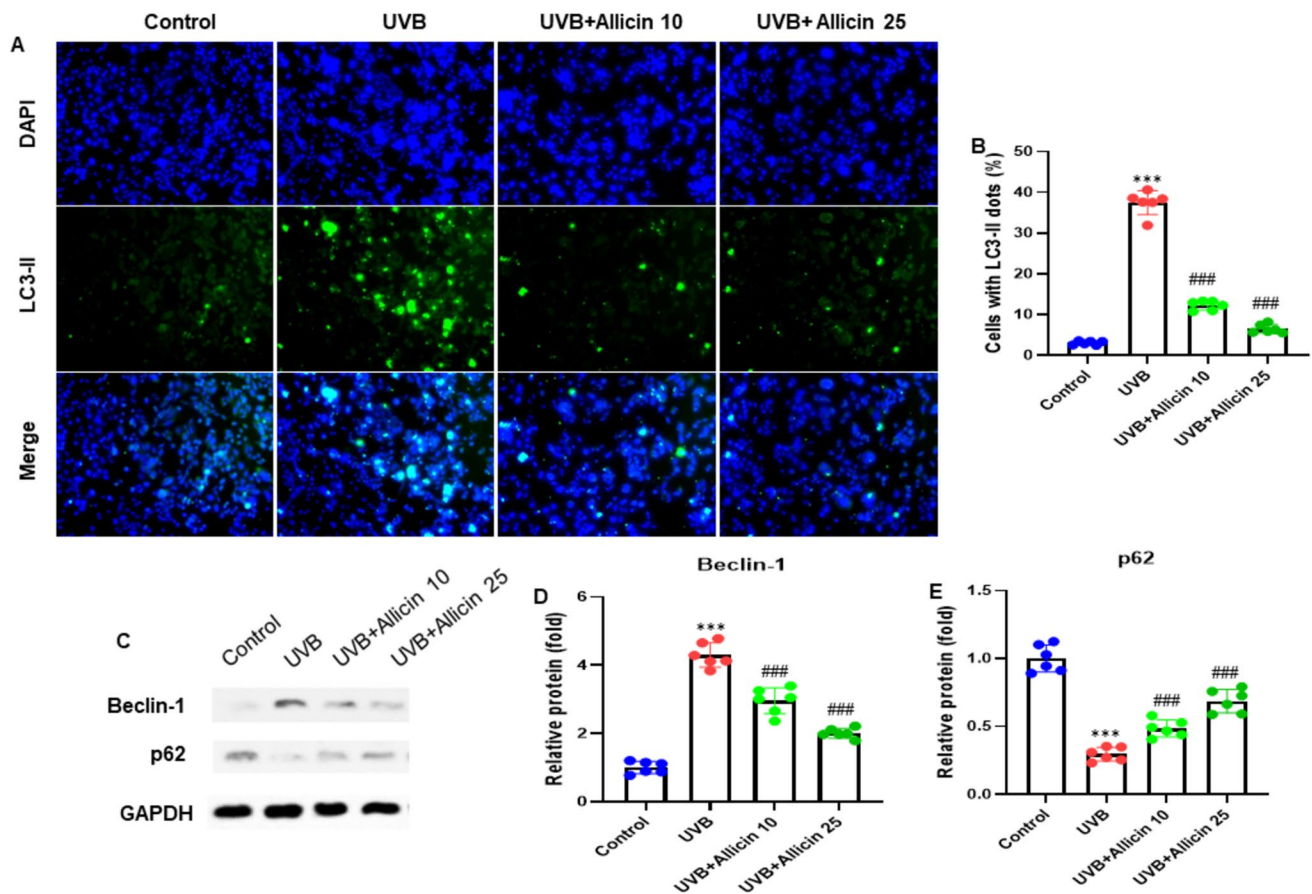 Control UVB UVB+Allicin 10 UVB+ Allicin 25
A
DAPI
LC3-II
Merge
B
Cells with LC3-II dots (%)
50
40
30
20
10
0
***
###
###
Control
UVB
UVB+Allicin 10
UVB+Allicin 25
C
Control
UVB
UVB+Allicin 10
UVB+Allicin 25
Beclin-1
p62
GAPDH
D
Beclin-1
Relative protein (fold)
6
4
2
0
***
###
###
Control
UVB
UVB+Allicin 10
UVB+Allicin 25
E
p62
Relative protein (fold)
1.5
1.0
0.5
0.0
***
###
###
Control
UVB
UVB+Allicin 10
UVB+Allicin 25